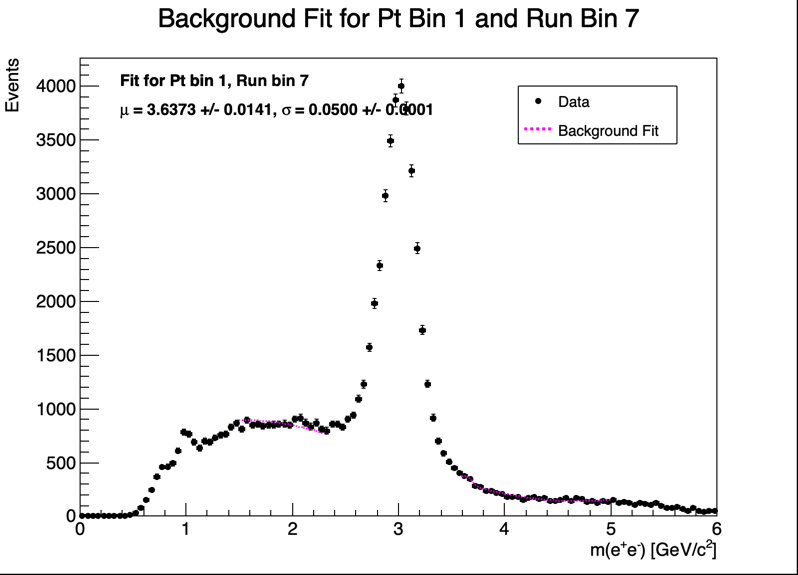 Background Fit for Pt Bin 1 and Run Bin 7
Events
Fit for Pt bin 1, Run bin 7
μ = 3.6373 +/- 0.0141, σ = 0.0500 +/- 0.0001
Data
Background Fit
4000
3500
3000
2500
2000
1500
1000
500
0
0 1 2 3 4 5 6
m(e⁺e⁻) [GeV/c²]